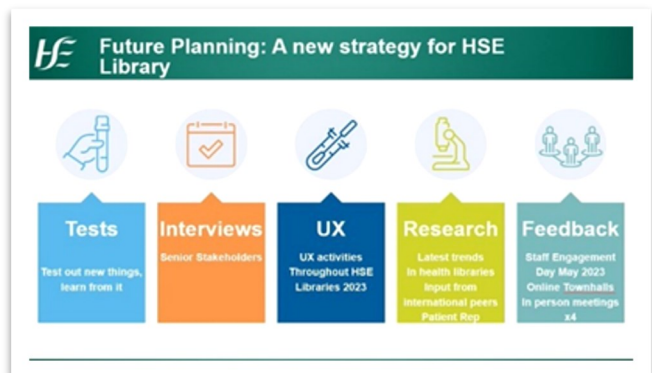 HSE
Future Planning: A new strategy for HSE
Library
Tests
Test out new things,
learn from it
Interviews
Senior Stakeholders
UX
UX activities
Throughout HSE
Libraries 2023
Research
Latest trends
In health libraries
Input from
international peers
Patient Rep
Feedback
Staff Engagement
Day May 2023
Online Townhalls
In person meetings
x4